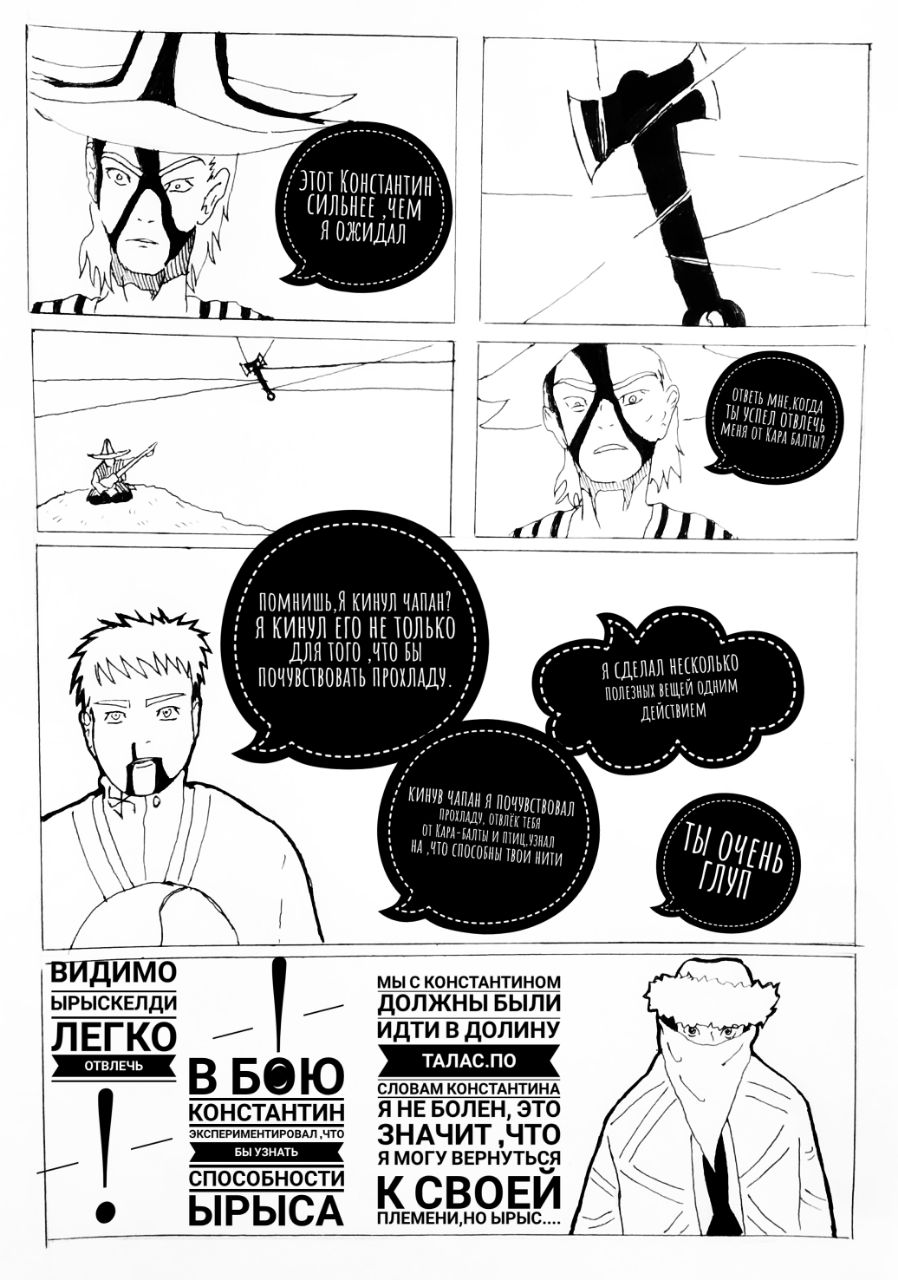 этот Константин
сильнее ,чем
я ожидал
ответь мне,когда
ты успел отвлечь
меня от Кара балты?
помнишь,Я кинул чапан?
Я кинул его не только
для того ,что бы
почувствовать прохладу.
Я сделал несколько
полезных вещей одним
действием
кинув чапан я почувствовал
прохладу, отвлёк тебя
от Кара-балты и птиц,узнал
на ,что способны твои нити
ты очень
глуп
ВИДИМО
ЫРЫСКЕЛДИ
ЛЕГКО
ОТВЛЕЧЬ
!
!
В БОЮ
КОНСТАНТИН
ЭКСПЕРИМЕНТИРОВАЛ ,ЧТО
БЫ УЗНАТЬ
СПОСОБНОСТИ
ЫРЫСА
МЫ С КОНСТАНТИНОМ
ДОЛЖНЫ БЫЛИ
ИДТИ В ДОЛИНУ
ТАЛАС.ПО
СЛОВАМ КОНСТАНТИНА
Я НЕ БОЛЕН, ЭТО
ЗНАЧИТ ,ЧТО
Я МОГУ ВЕРНУТЬСЯ
К СВОЕЙ
ПЛЕМЕНИ,НО ЫРЫС....